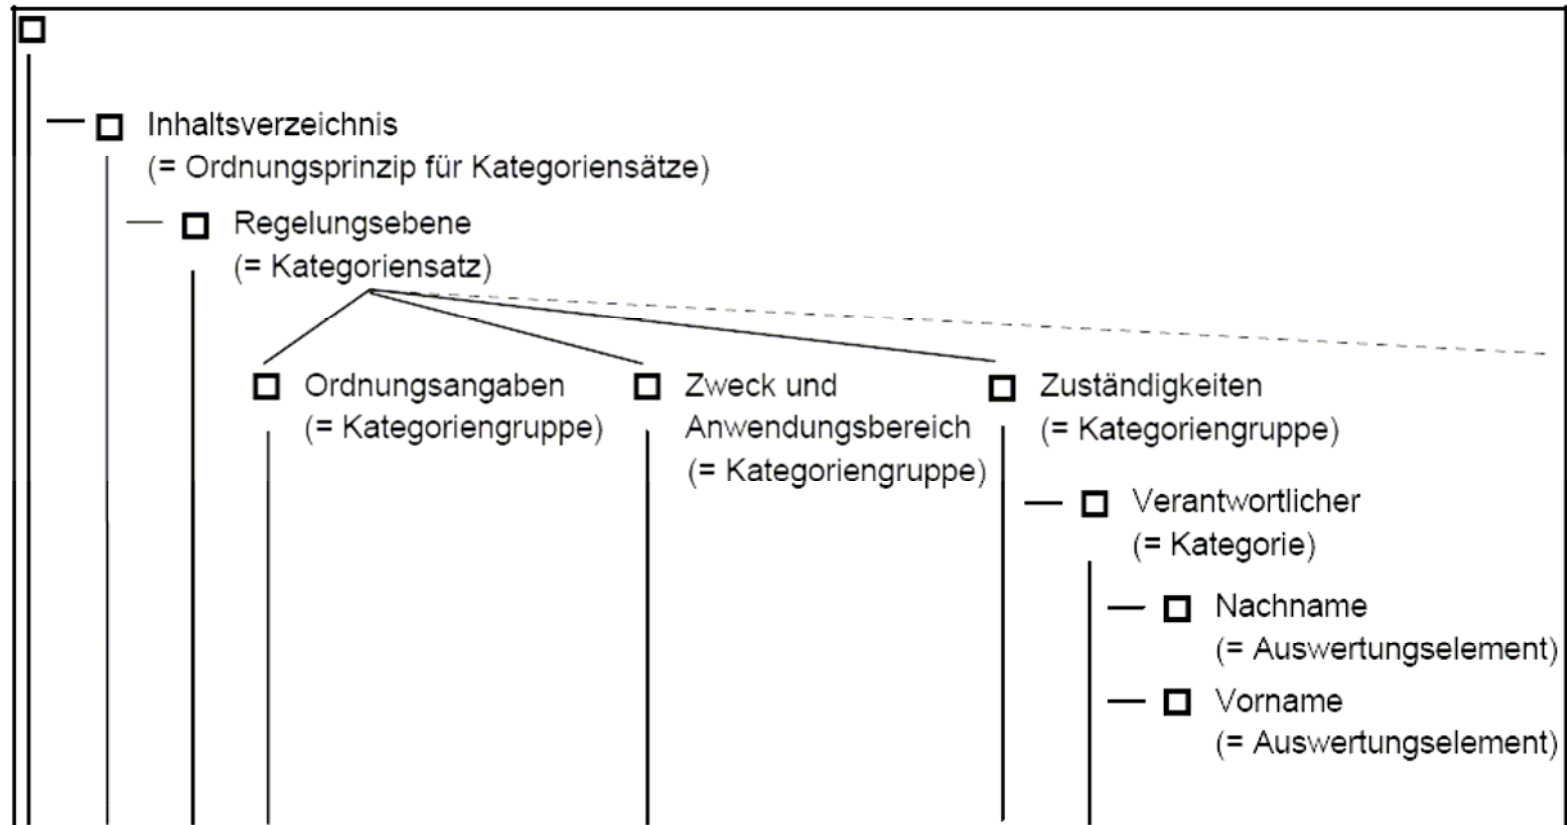 Inhaltsverzeichnis
(= Ordnungsprinzip für Kategoriensätze)
Regelungsebene
(= Kategoriensatz)
Ordnungsangaben
(= Kategoriengruppe)
Zweck und
Anwendungsbereich
(= Kategoriengruppe)
Zuständigkeiten
(= Kategoriengruppe)
Verantwortlicher
(= Kategorie)
Nachname
(= Auswertungselement)
Vorname
(= Auswertungselement)